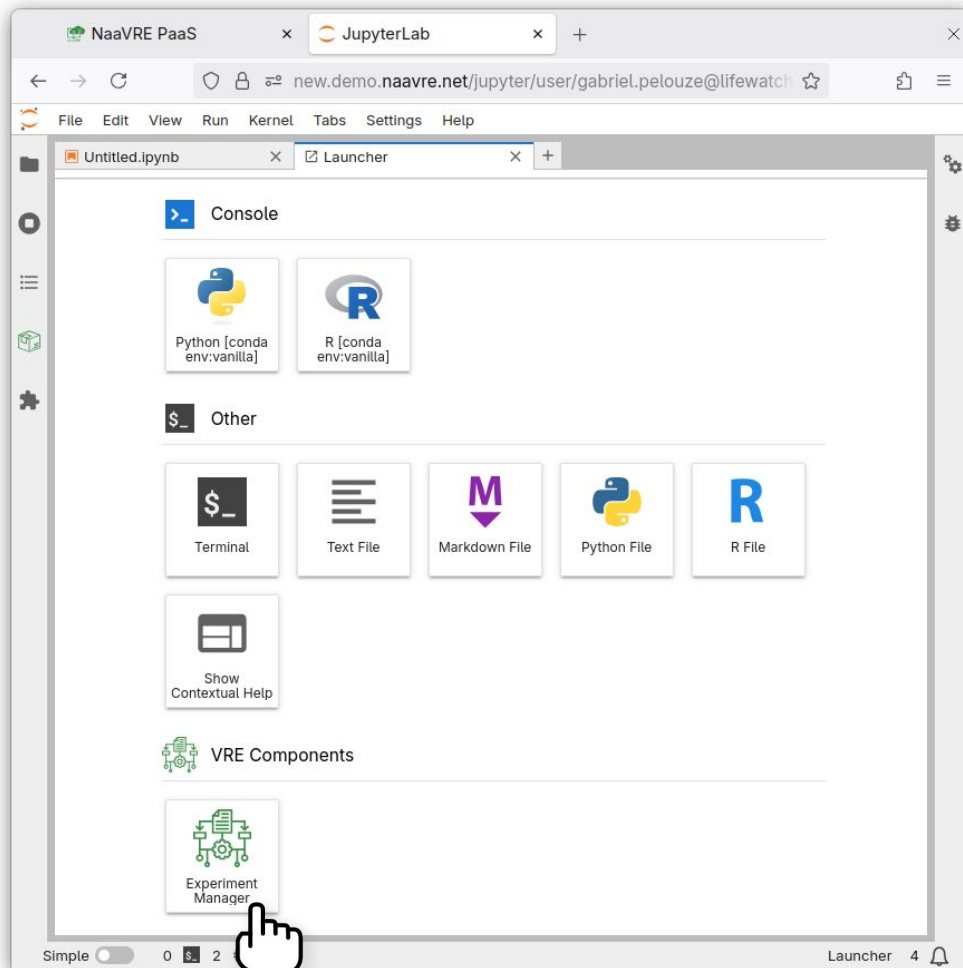 NaaVRE PaaS
JupyterLab
new.demo.naavre.net/jupyter/user/gabriel.pelouze@lifewatch
File Edit View Run Kernel Tabs Settings Help
Untitled.ipynb
Launcher
Console
Python [conda
env:vanilla]
R [conda
env:vanilla]
$_ Other
$_
Terminal
Text File
M
Markdown File
Python File
R
R File
Show
Contextual Help
VRE Components
Experiment
Manager
Simple 0 $_ 2
Launcher 4